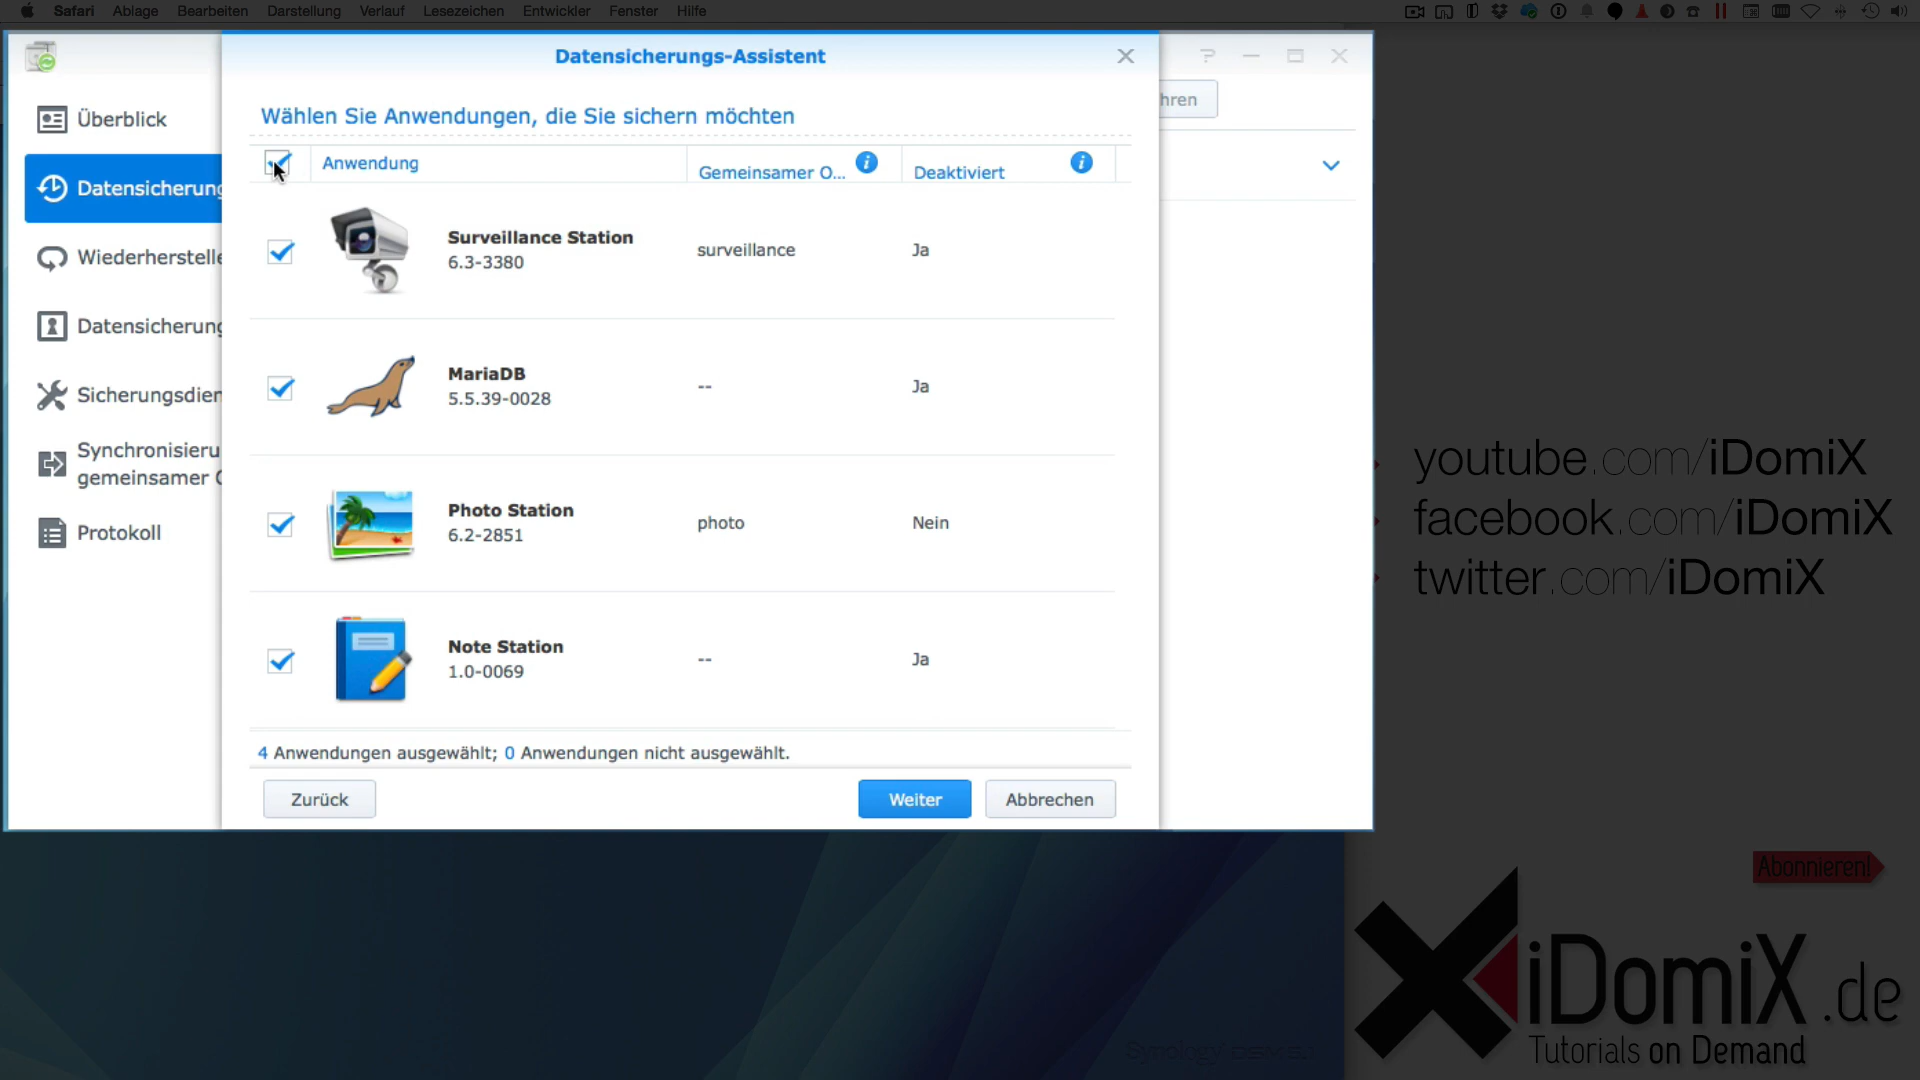 Safari Ablage Bearbeiten Darstellung Verlauf Lesezeichen Entwickler Fenster Hilfe
Datensicherungs-Assistent
Überblick
Wählen Sie Anwendungen, die Sie sichern möchten
hren
Anwendung Gemeinsamer O... Deaktiviert
Datensicherung
Surveillance Station
6.3-3380
surveillance Ja
Wiederherstelle
Datensicherung
MariaDB
5.5.39-0028
-- Ja
Sicherungsdien
Synchronisieru
gemeinsamer O
Photo Station
6.2-2851
photo Nein
Protokoll
Note Station
1.0-0069
-- Ja
4 Anwendungen ausgewählt; 0 Anwendungen nicht ausgewählt.
Zurück Weiter Abbrechen
youtube.com/iDomiX
facebook.com/iDomiX
twitter.com/iDomiX
Abonnieren!
iDomiX.de
Tutorials on Demand
Synology DSM